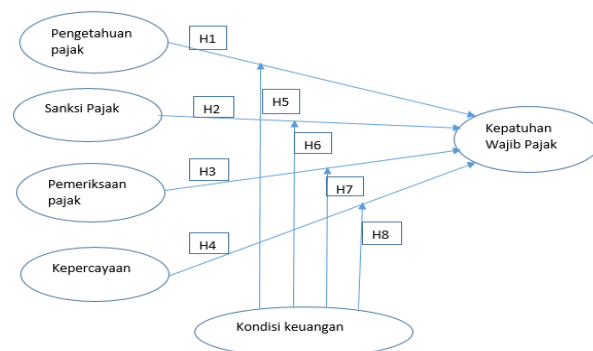 Pengetahuan
pajak
H1
Sanksi Pajak
H2
H5
H6
Kepatuhan
Wajib Pajak
Pemeriksaan
pajak
H3
H7
Kepercayaan
H4
H8
Kondisi keuangan